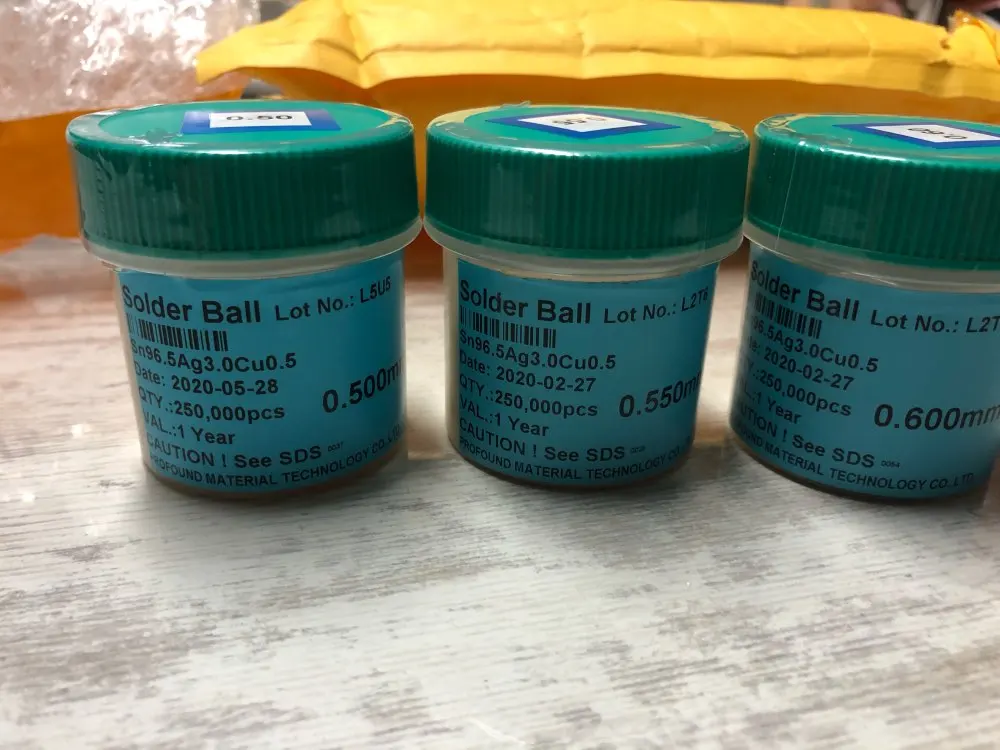 0.50
Solder Ball Lot No.: L5U5
Sn96.5Ag3.0Cu0.5
Date: 2020-05-28
QTY.:250,000pcs
0.500m
VAL.:1 Year
CAUTION ! See SDS
PROFOUND MATERIAL TECHNOLOGY CO.
Solder Ball Lot No.: L2T6
Sn96.5Ag3.0Cu0.5
Date: 2020-02-27
QTY.:250,000pcs
0.550m
VAL.:1 Year
CAUTION ! See SDS
PROFOUND MATERIAL TECHNOLOGY CO.
0.60
Solder Ball Lot No.: L2T
96.5Ag3.0Cu0.5
Date: 2020-02-27
QTY.:250,000pcs
0.600mm
VAL.:1 Year
CAUTION ! See SDS 0064
PROFOUND MATERIAL TECHNOLOGY CO. LTD